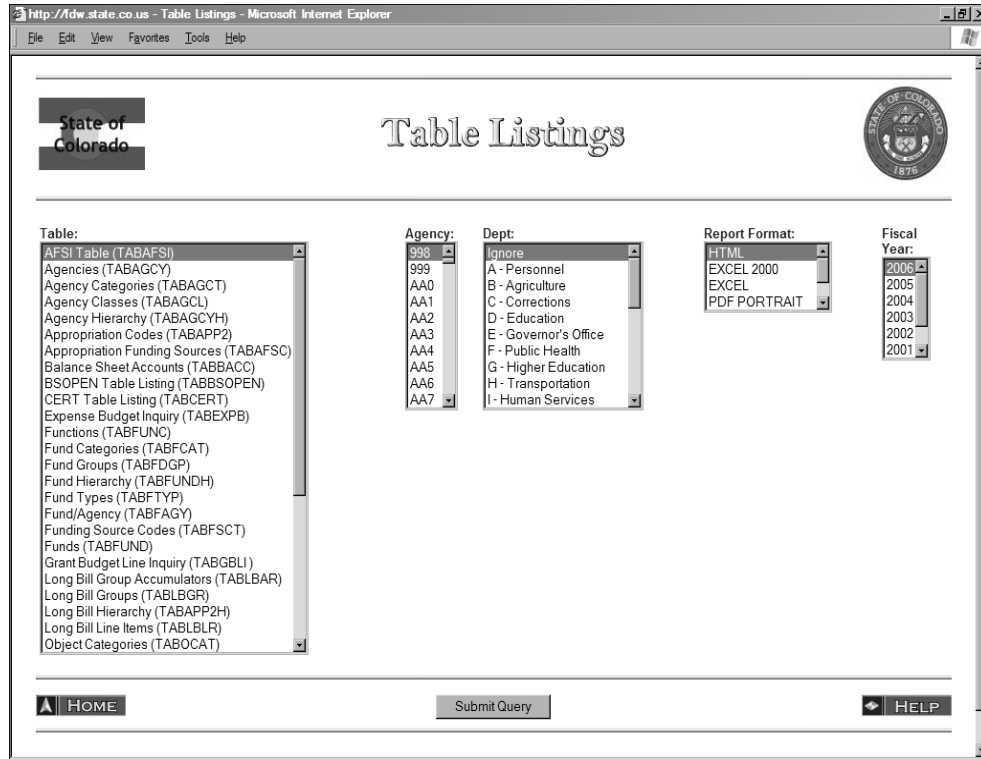 http://fdw.state.co.us - Table Listings - Microsoft Internet Explorer
File Edit View Favorites Tools Help
State of
Colorado
Table Listings
STATE OF COLORADO
1876
Table:
AFSI Table (TABAFSI)
Agencies (TABAGCY)
Agency Categories (TABAGCT)
Agency Classes (TABAGCL)
Agency Hierarchy (TABAGCYH)
Appropriation Codes (TABAPP2)
Appropriation Funding Sources (TABAFSC)
Balance Sheet Accounts (TABBACC)
BSOPEN Table Listing (TABBSOPEN)
CERT Table Listing (TABCERT)
Expense Budget Inquiry (TABEXPB)
Functions (TABFUNC)
Fund Categories (TABFCAT)
Fund Groups (TABFDGP)
Fund Hierarchy (TABFUNDH)
Fund Types (TABFTYP)
Fund/Agency (TABFAGY)
Funding Source Codes (TABFSCT)
Funds (TABFUND)
Grant Budget Line Inquiry (TABGBLI )
Long Bill Group Accumulators (TABLBAR)
Long Bill Groups (TABLBGR)
Long Bill Hierarchy (TABAPP2H)
Long Bill Line Items (TABLBLR)
Object Categories (TABOCAT)
Agency:
998
999
AA0
AA1
AA2
AA3
AA4
AA5
AA6
AA7
Dept:
Ignore
A - Personnel
B - Agriculture
C - Corrections
D - Education
E - Governor's Office
F - Public Health
G - Higher Education
H - Transportation
I - Human Services
Report Format:
HTML
EXCEL 2000
EXCEL
PDF PORTRAIT
Fiscal
Year:
2006
2005
2004
2003
2002
2001
HOME
Submit Query
HELP